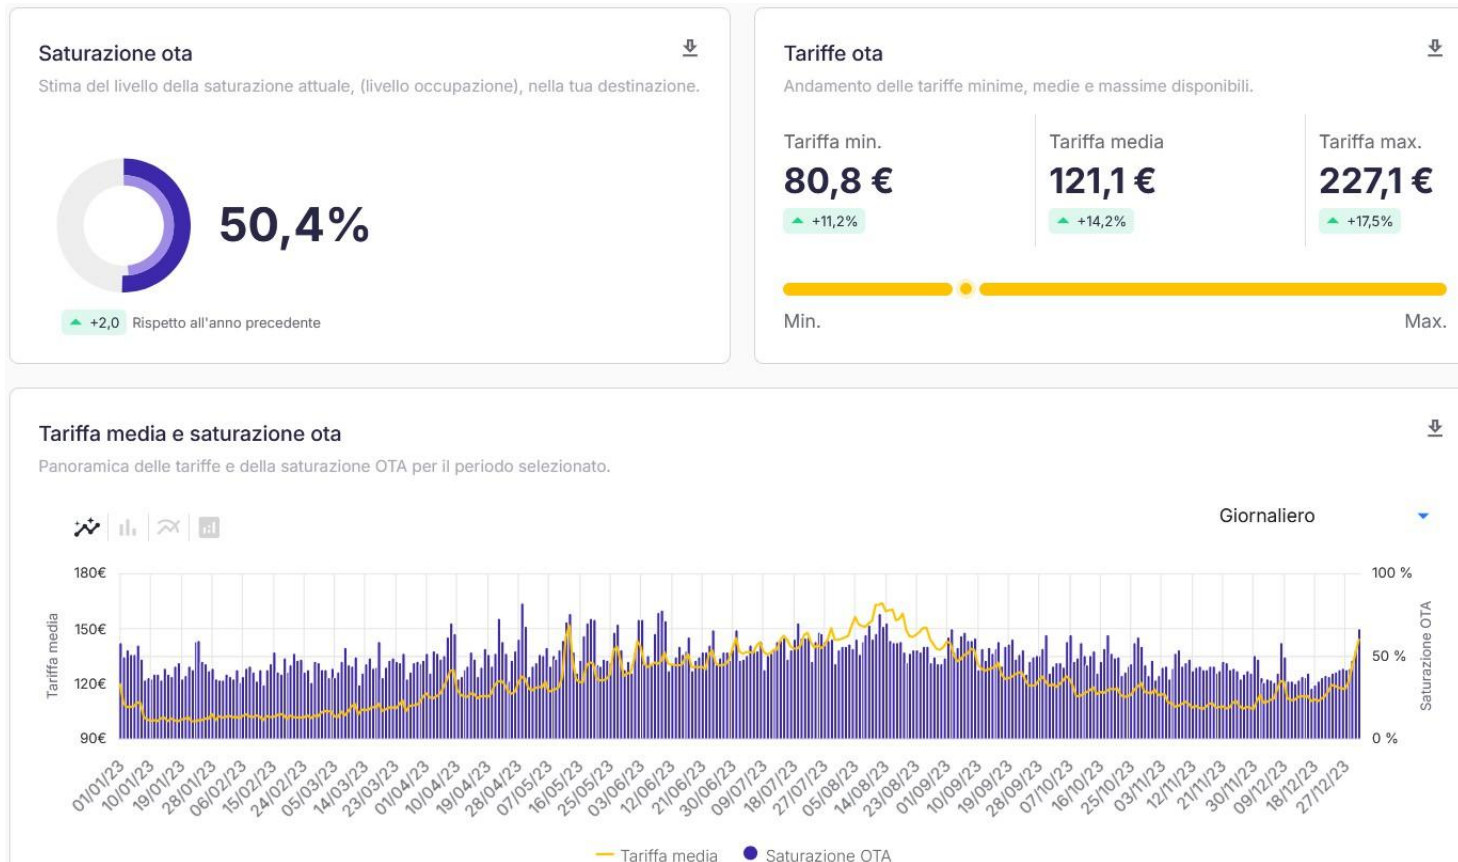 Saturazione ota
Stima del livello della saturazione attuale, (livello occupazione), nella tua destinazione.
50,4%
+2,0 Rispetto all'anno precedente
Tariffe ota
Andamento delle tariffe minime, medie e massime disponibili.
Tariffa min. Tariffa media Tariffa max.
80,8 € 121,1 € 227,1 €
+11,2% +14,2% +17,5%
Min. Max.
Tariffa media e saturazione ota
Panoramica delle tariffe e della saturazione OTA per il periodo selezionato.
Giornaliero
180€ 100 %
150€
50 %
120€
90€ 0 %
Tariffa media
Saturazione OTA
01/01/23 10/01/23 19/01/23 28/01/23 06/02/23 15/02/23 24/02/23 05/03/23 14/03/23 23/03/23 01/04/23 10/04/23 19/04/23 28/04/23 07/05/23 16/05/23 25/05/23 03/06/23 12/06/23 21/06/23 30/06/23 09/07/23 18/07/23 27/07/23 05/08/23 14/08/23 23/08/23 01/09/23 10/09/23 19/09/23 28/09/23 07/10/23 16/10/23 25/10/23 03/11/23 12/11/23 21/11/23 30/11/23 09/12/23 18/12/23 27/12/23
Tariffa media Saturazione OTA